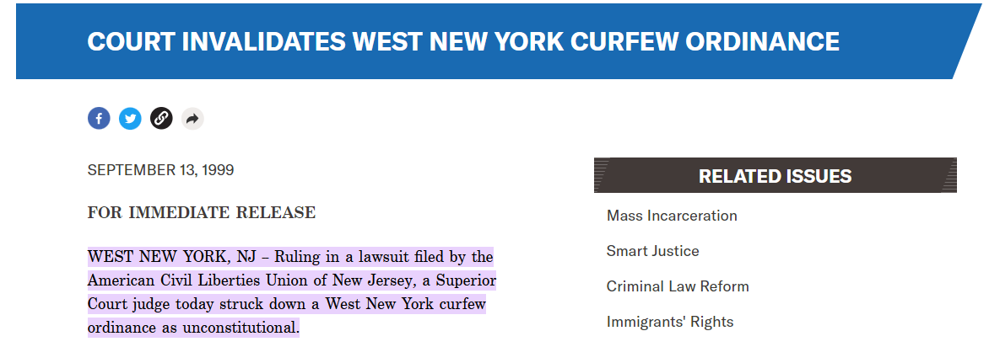 COURT INVALIDATES WEST NEW YORK CURFEW ORDINANCE
SEPTEMBER 13, 1999
FOR IMMEDIATE RELEASE
WEST NEW YORK, NJ – Ruling in a lawsuit filed by the
American Civil Liberties Union of New Jersey, a Superior
Court judge today struck down a West New York curfew
ordinance as unconstitutional.
RELATED ISSUES
Mass Incarceration
Smart Justice
Criminal Law Reform
Immigrants' Rights